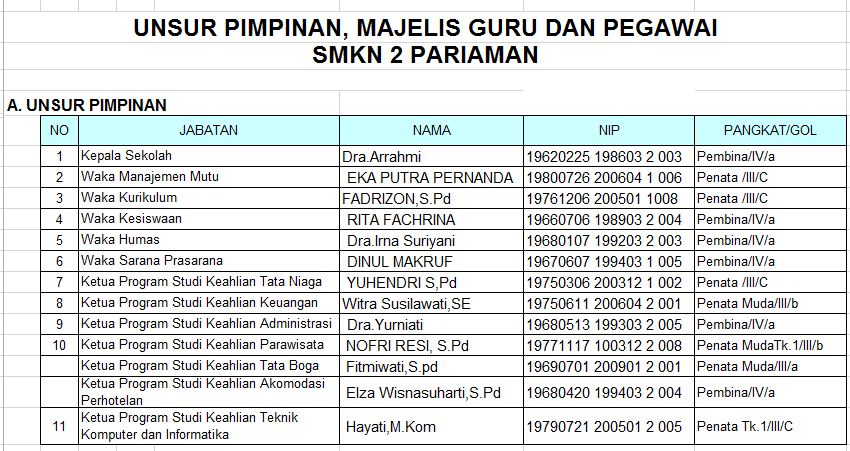 UNSUR PIMPINAN, MAJELIS GURU DAN PEGAWAI
SMKN 2 PARIAMAN
A. UNSUR PIMPINAN
NO JABATAN NAMA NIP PANGKAT/GOL
1 Kepala Sekolah Dra.Arrahmi 19620225 198603 2 003 Pembina/IV/a
2 Waka Manajemen Mutu EKA PUTRA PERNANDA 19800726 200604 1 006 Penata /III/C
3 Waka Kurikulum FADRIZON,S.Pd 19761206 200501 1008 Penata /III/C
4 Waka Kesiswaan RITA FACHRINA 19660706 198903 2 004 Pembina/IV/a
5 Waka Humas Dra.Irna Suriyani 19680107 199203 2 003 Pembina/IV/a
6 Waka Sarana Prasarana DINUL MAKRUF 19670607 199403 1 005 Pembina/IV/a
7 Ketua Program Studi Keahlian Tata Niaga YUHENDRI S,Pd 19750306 200312 1 002 Penata /III/C
8 Ketua Program Studi Keahlian Keuangan Witra Susilawati,SE 19750611 200604 2 001 Penata Muda/III/b
9 Ketua Program Studi Keahlian Administrasi Dra.Yurniati 19680513 199303 2 005 Pembina/IV/a
10 Ketua Program Studi Keahlian Parawisata NOFRI RESI, S.Pd 19771117 100312 2 008 Penata MudaTk.1/III/b
Ketua Program Studi Keahlian Tata Boga Fitmiwati,S.pd 19690701 200901 2 001 Penata Muda/III/a
Ketua Program Studi Keahlian Akomodasi
Perhotelan Elza Wisnasuharti,S.Pd 19680420 199403 2 004 Pembina/IV/a
11 Ketua Program Studi Keahlian Teknik
Komputer dan Informatika Hayati,M.Kom 19790721 200501 2 005 Penata Tk.1/III/C